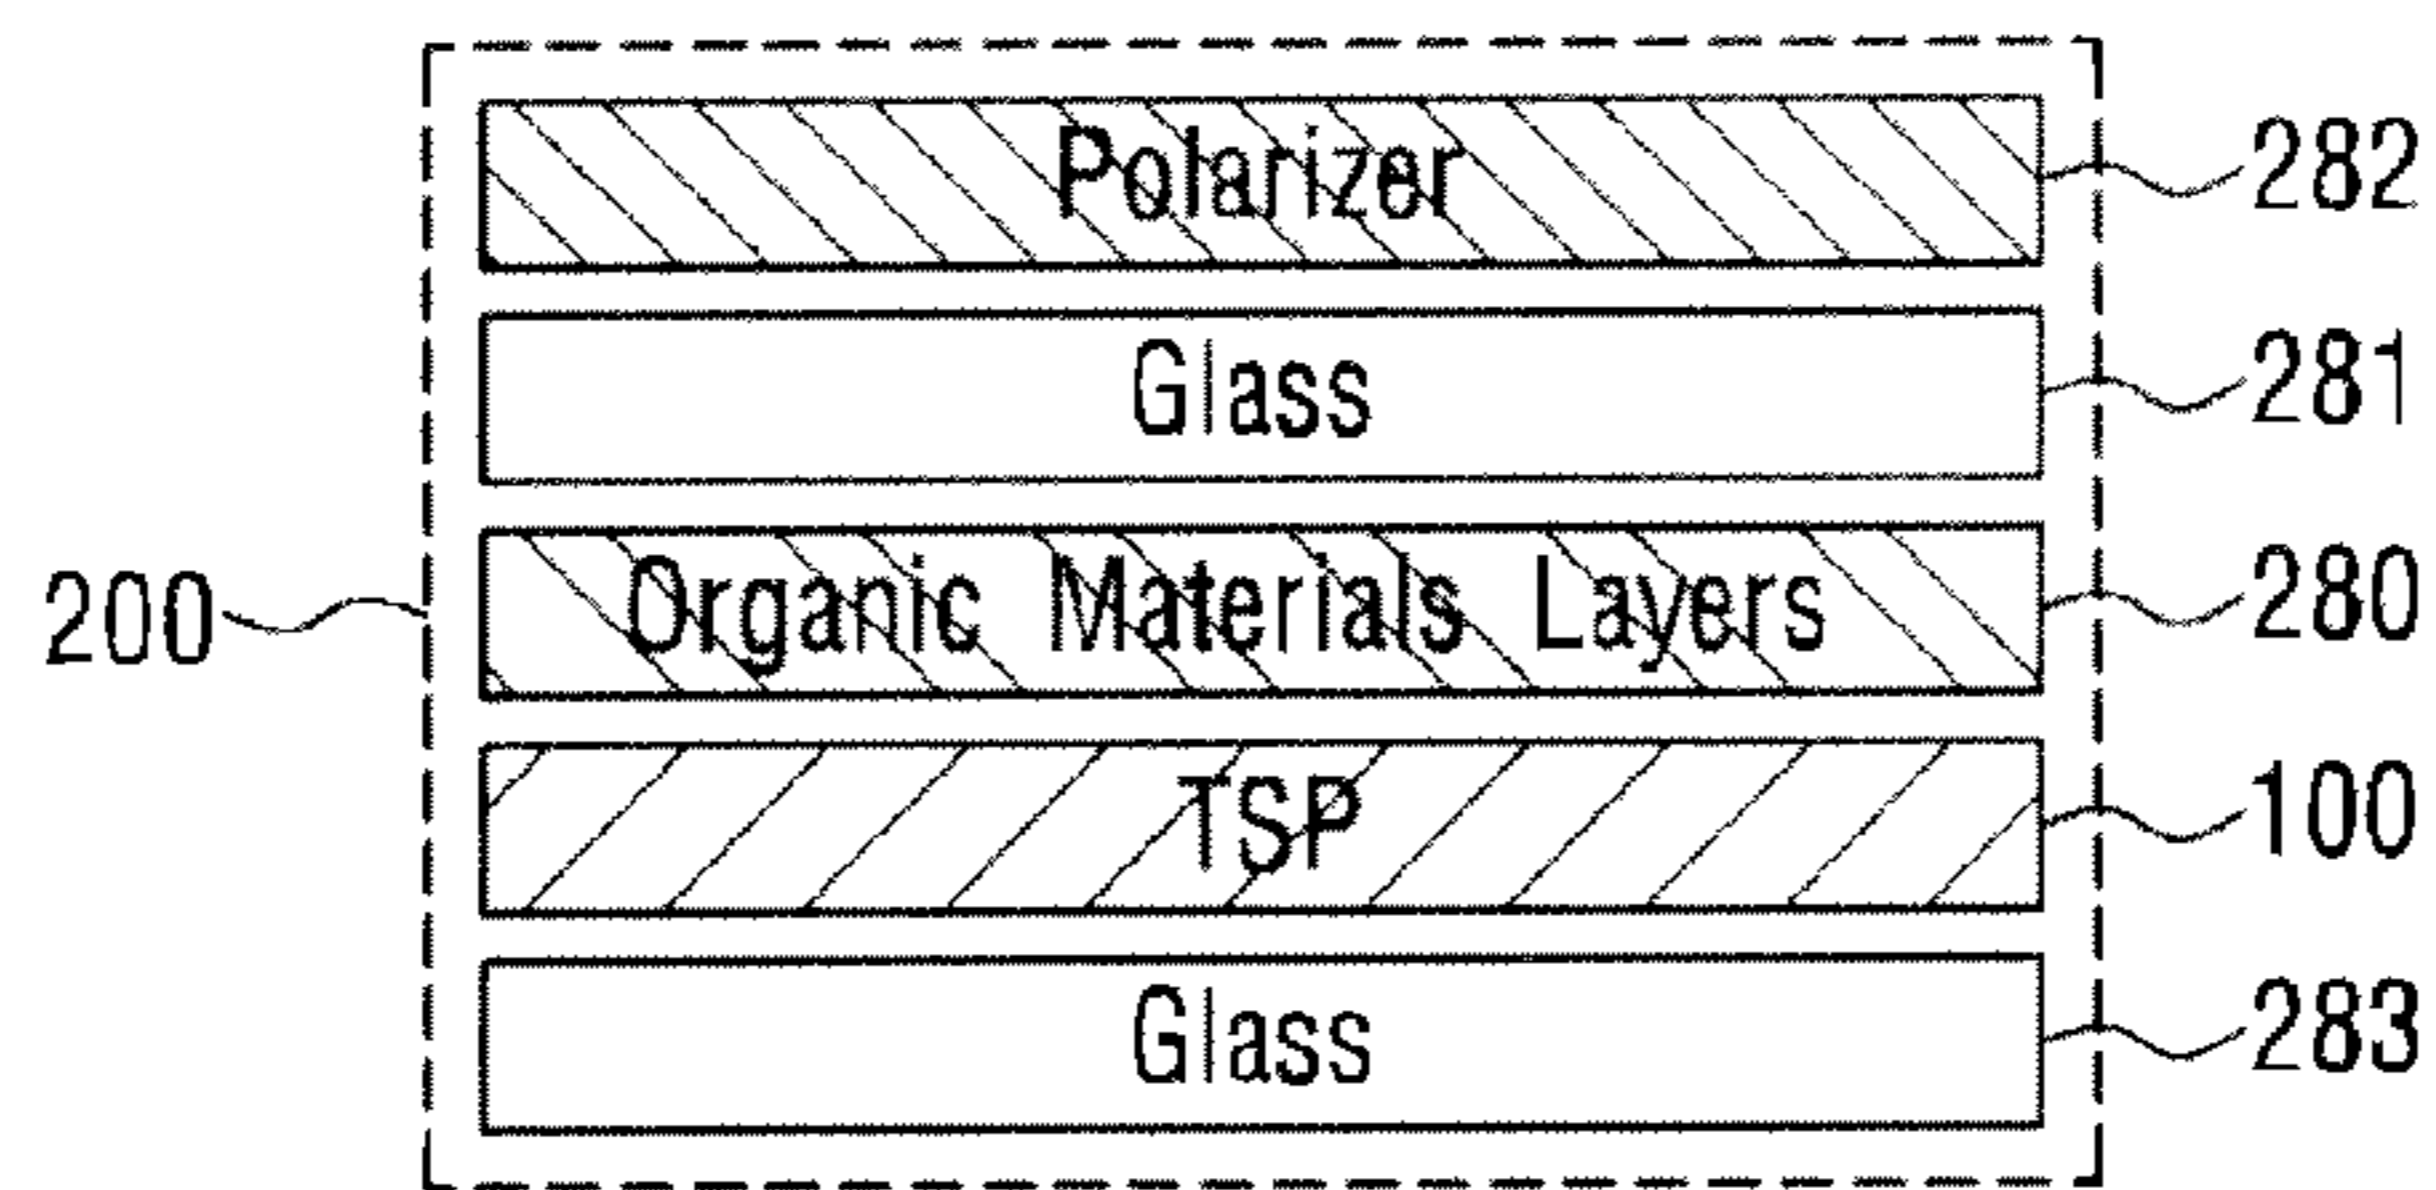 Polarizer 282
Glass 281
200 Organic Materials Layers 280
TSP 100
Glass 283